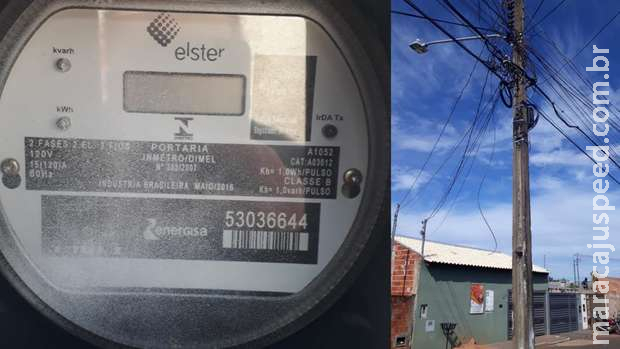 elster
kvarh
kWh
IrDA Tx
2 FASES 2 EL. 3 FIOS
120V
15(120)A
60Hz
PORTARIA
INMETRO/DIMEL
Nº 383/2007
INDUSTRIA BRASILEIRA MAIO/2016
A1052
CAT:A03612
Kh= 1,0Wh/PULSO
CLASSE B
Kh= 1,0varh/PULSO
energisa
53036644
maracajuspeed.com.br